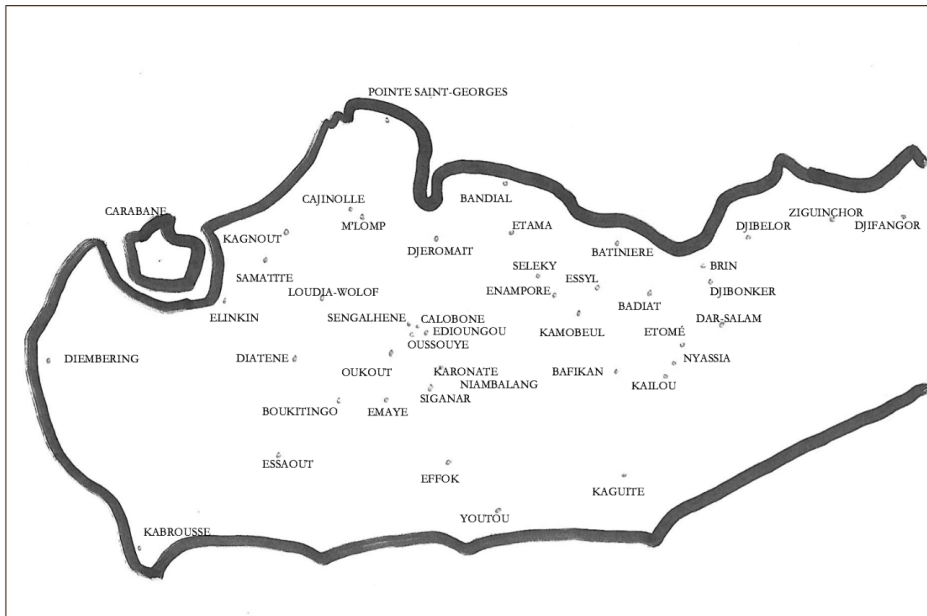 POINTE SAINT-GEORGES
CARABANE
CAJINOLLE
BANDIAL
M'LOMP
ETAMA
ZIGUINCHOR
DJIFANGOR
KAGNOUT
DJEROMAIT
BATINIERE
DJIBELOR
SAMATITE
SELEKY
ESSYL
BRIN
LOUDIA-WOLOF
ENAMPORE
DJIBONKER
ELINKIN
BADIAT
SENGALHENE
CALOBONE
KAMOBEUL
ETOMÉ
DAR-SALAM
EDIOUNGOU
OUSSOUYE
DIEMBERING
DIATENE
OUKOUT
KARONATE
BAFIKAN
NYASSIA
NIAMBALANG
KAILOU
SIGANAR
BOUKITINGO
EMAYE
ESSAOUT
EFFOK
KAGUITE
YOUTOU
KABROUSSE